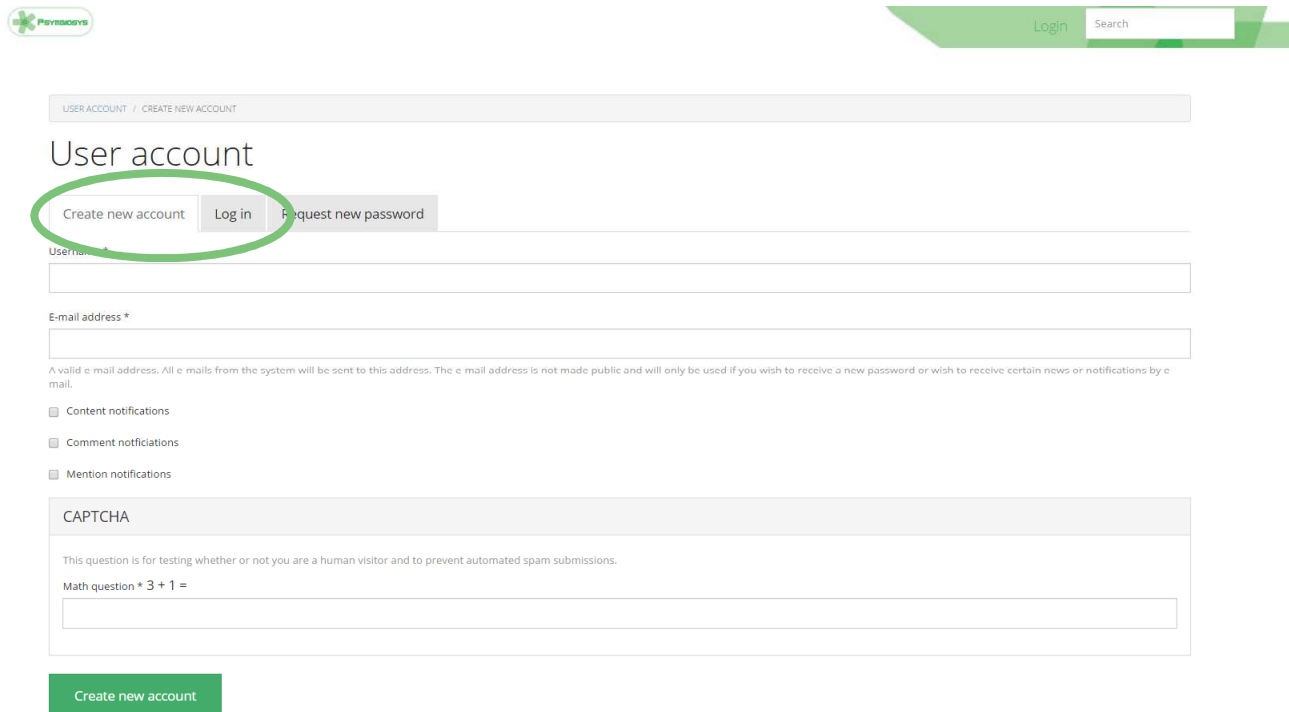 PSYMBIOSYS
Login Search
USER ACCOUNT / CREATE NEW ACCOUNT
User account
Create new account Log in Request new password
Username *
E-mail address *
A valid e-mail address. All e-mails from the system will be sent to this address. The e-mail address is not made public and will only be used if you wish to receive a new password or wish to receive certain news or notifications by e-
mail.
Content notifications
Comment notficiations
Mention notifications
CAPTCHA
This question is for testing whether or not you are a human visitor and to prevent automated spam submissions.
Math question * 3 + 1 =
Create new account